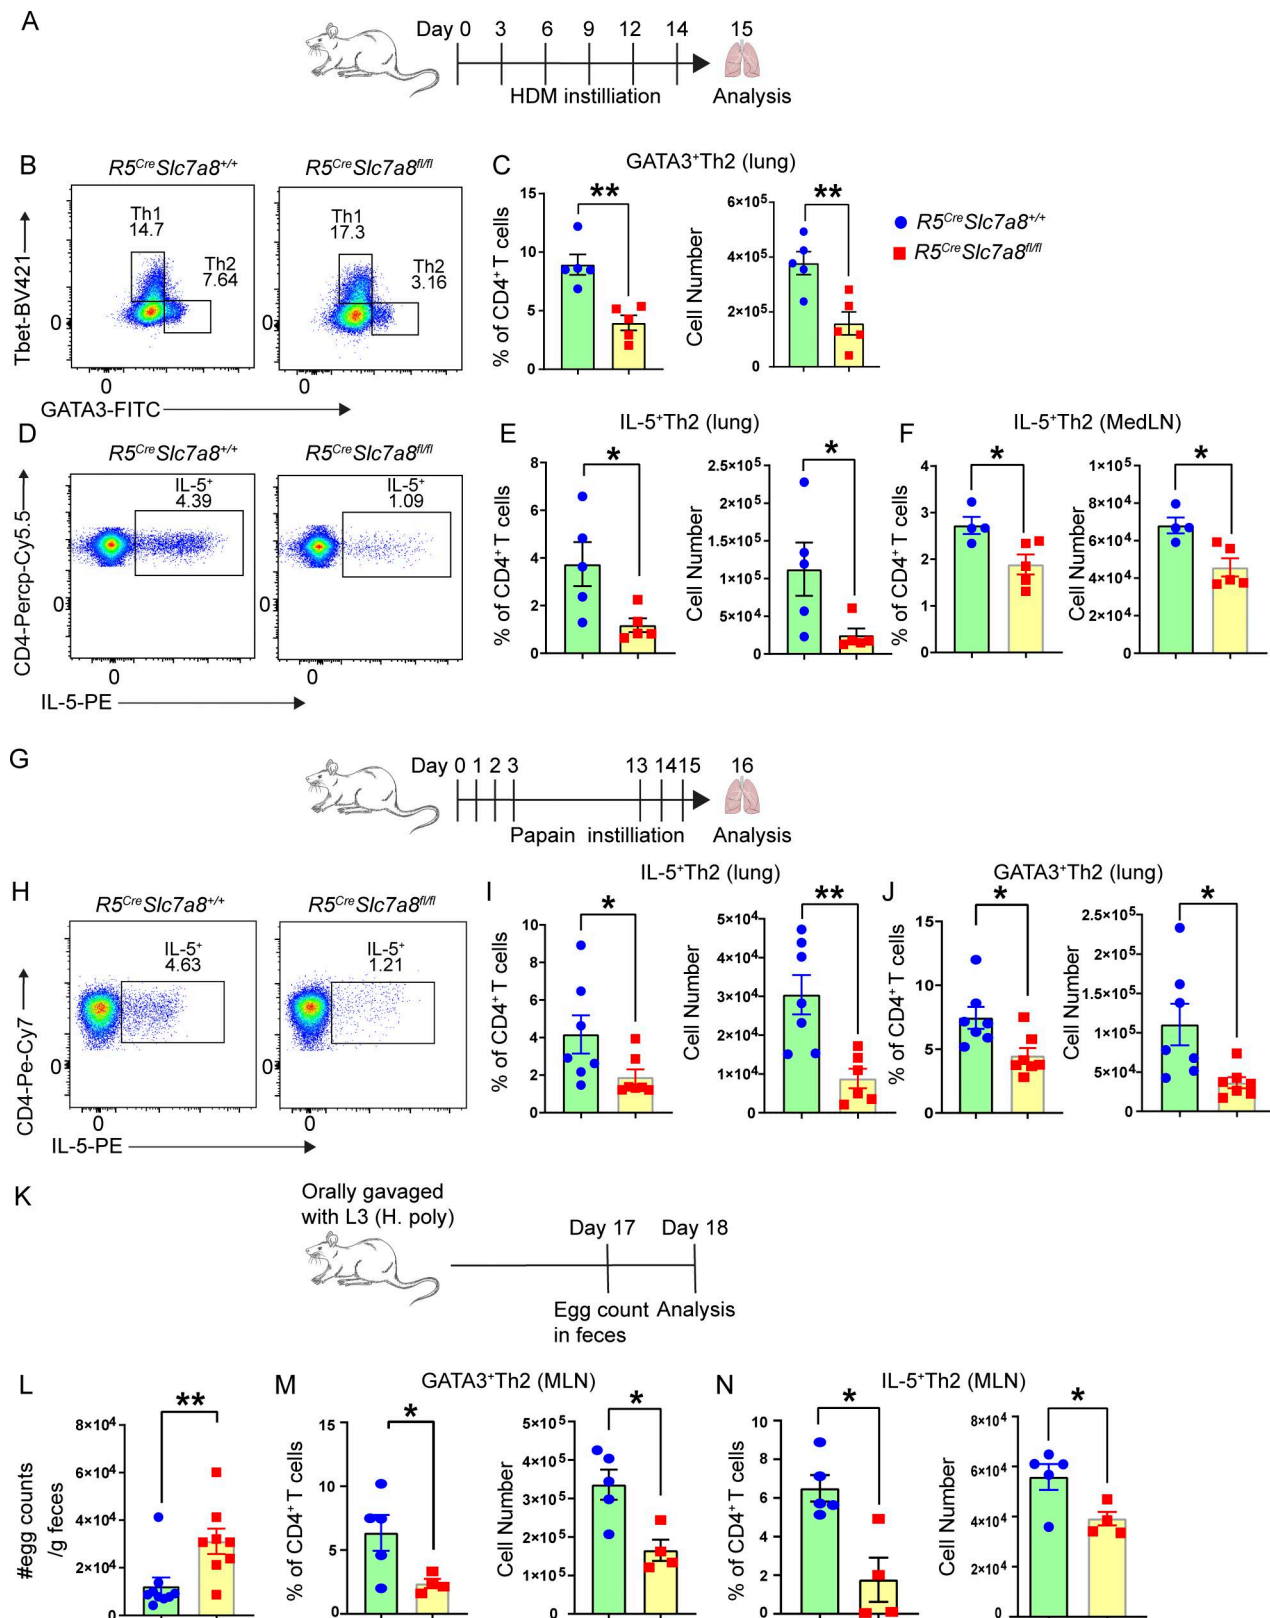 A
Day 0 3 6 9 12 14 15
HDM instilliation Analysis
B
R5CreSlc7a8+/+ R5CreSlc7a8fl/fl
Tbet-BV421
Th1
14.7
Th2
7.64
Th1
17.3
Th2
3.16
0 0
0 0
GATA3-FITC
C
GATA3+Th2 (lung)
% of CD4+ T cells
15
10
5
0
**
Cell Number
6×10⁵
4×10⁵
2×10⁵
0
**
R5CreSlc7a8+/+
R5CreSlc7a8fl/fl
D
R5CreSlc7a8+/+ R5CreSlc7a8fl/fl
CD4-Percp-Cy5.5
IL-5+
4.39
IL-5+
1.09
0 0
0 0
IL-5-PE
E
IL-5+Th2 (lung)
% of CD4+ T cells
8
6
4
2
0
*
Cell Number
2.5×10⁵
2×10⁵
1.5×10⁵
1×10⁵
5×10⁴
0
*
F
IL-5+Th2 (MedLN)
% of CD4+ T cells
4
3
2
1
0
*
Cell Number
1×10⁵
8×10⁴
6×10⁴
4×10⁴
2×10⁴
0
*
G
Day 0 1 2 3 13 14 15 16
Papain instilliation Analysis
H
R5CreSlc7a8+/+ R5CreSlc7a8fl/fl
CD4-Pe-Cy7
IL-5+
4.63
IL-5+
1.21
0 0
0 0
IL-5-PE
I
IL-5+Th2 (lung)
% of CD4+ T cells
10
8
6
4
2
0
*
Cell Number
5×10⁴
4×10⁴
3×10⁴
2×10⁴
1×10⁴
0
**
J
GATA3+Th2 (lung)
% of CD4+ T cells
15
10
5
0
*
Cell Number
2.5×10⁵
2×10⁵
1.5×10⁵
1×10⁵
5×10⁴
0
*
K
Orally gavaged
with L3 (H. poly)
Day 17 Day 18
Egg count Analysis
in feces
L
#egg counts
/g feces
8×10⁴
6×10⁴
4×10⁴
2×10⁴
0
**
M
GATA3+Th2 (MLN)
% of CD4+ T cells
15
10
5
0
*
Cell Number
5×10⁵
4×10⁵
3×10⁵
2×10⁵
1×10⁵
0
*
N
IL-5+Th2 (MLN)
% of CD4+ T cells
10
8
6
4
2
0
*
Cell Number
8×10⁴
6×10⁴
4×10⁴
2×10⁴
0
*